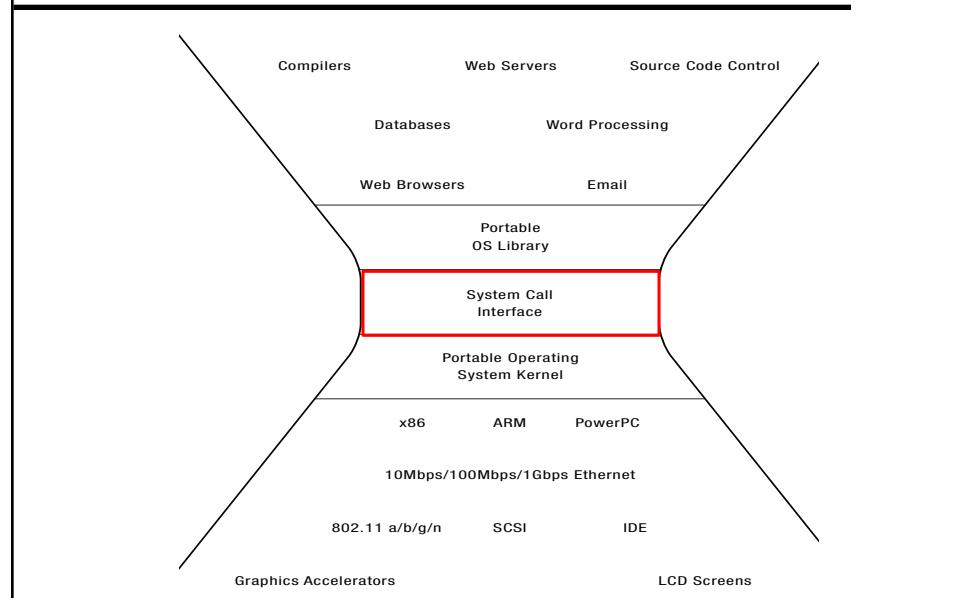 Compilers Web Servers Source Code Control
Databases Word Processing
Web Browsers Email
Portable
OS Library
System Call
Interface
Portable Operating
System Kernel
x86 ARM PowerPC
10Mbps/100Mbps/1Gbps Ethernet
802.11 a/b/g/n SCSI IDE
Graphics Accelerators LCD Screens